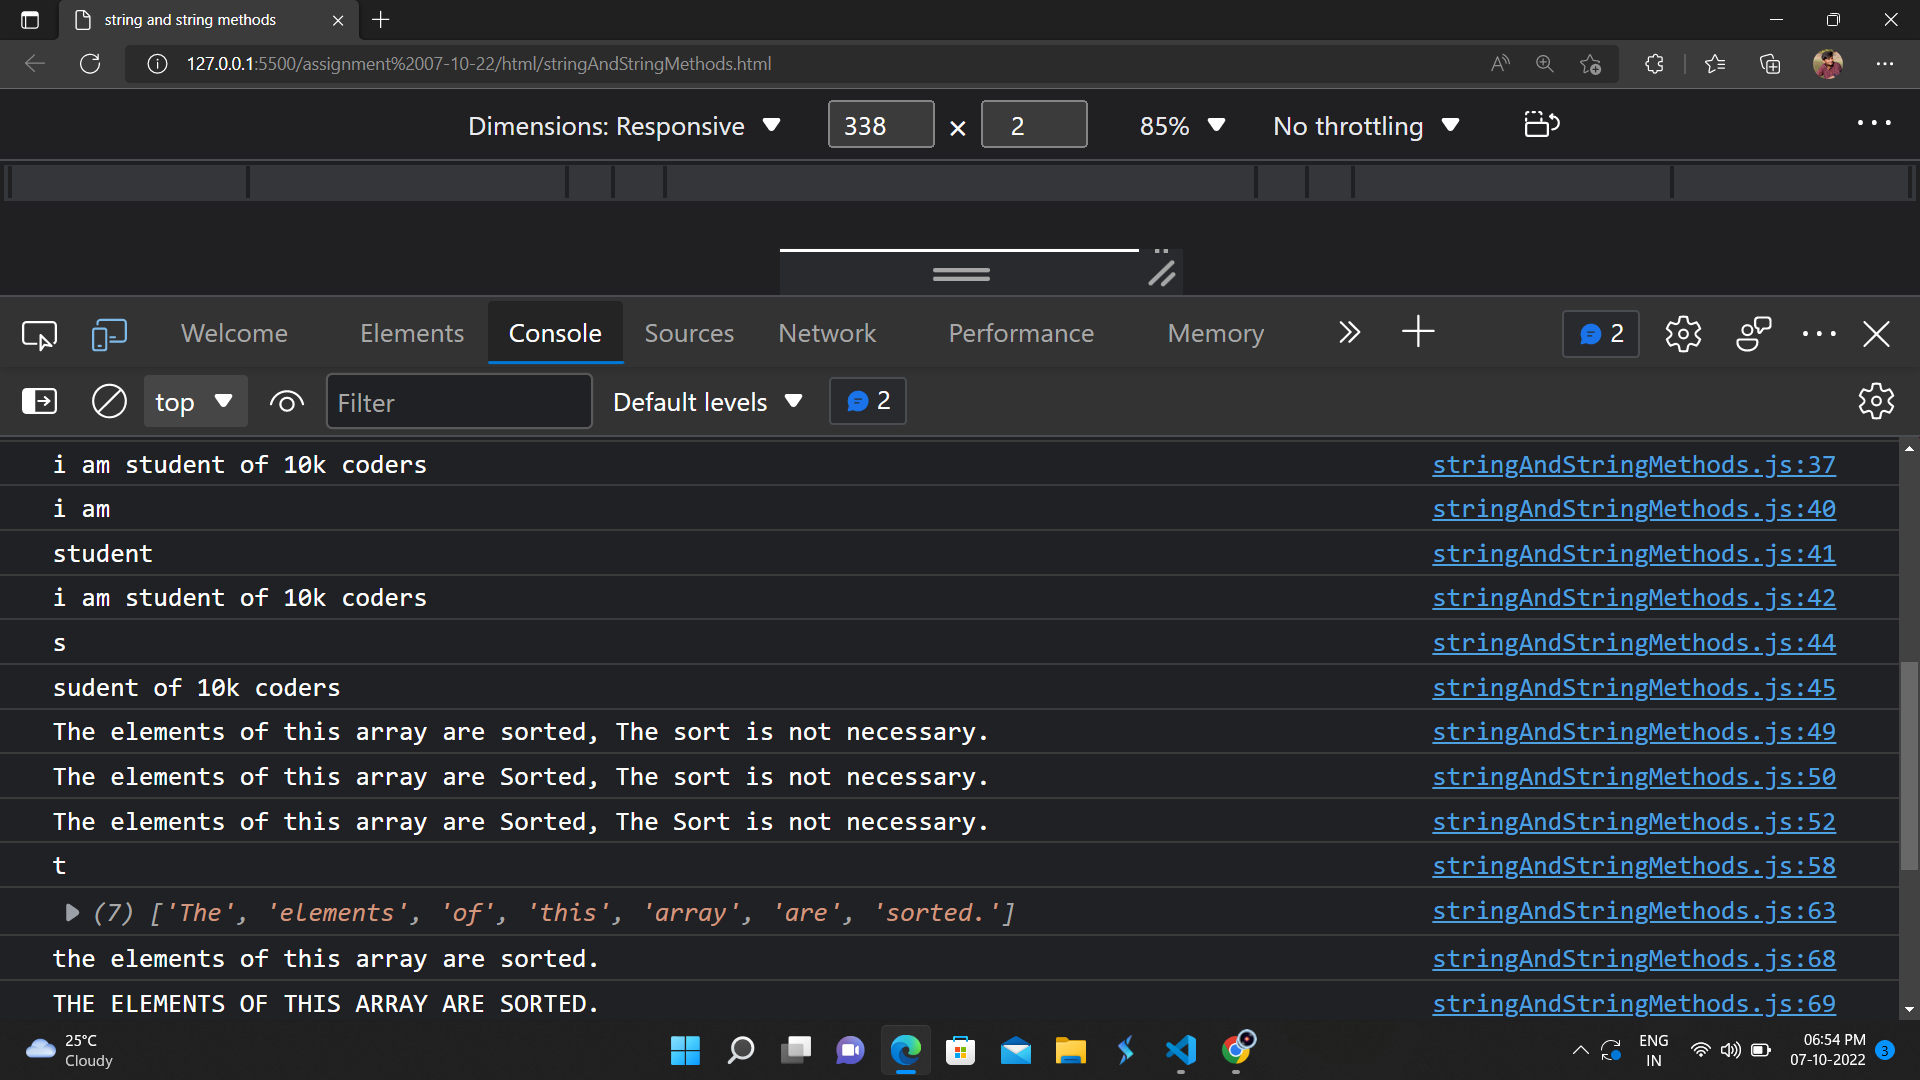 string and string methods
127.0.0.1:5500/assignment%2007-10-22/html/stringAndStringMethods.html
Dimensions: Responsive 338 × 2 85% No throttling
Welcome Elements Console Sources Network Performance Memory 2
top Filter Default levels 2
i am student of 10k coders stringAndStringMethods.js:37
i am stringAndStringMethods.js:40
student stringAndStringMethods.js:41
i am student of 10k coders stringAndStringMethods.js:42
s stringAndStringMethods.js:44
sudent of 10k coders stringAndStringMethods.js:45
The elements of this array are sorted, The sort is not necessary. stringAndStringMethods.js:49
The elements of this array are Sorted, The sort is not necessary. stringAndStringMethods.js:50
The elements of this array are Sorted, The Sort is not necessary. stringAndStringMethods.js:52
t stringAndStringMethods.js:58
(7) ['The', 'elements', 'of', 'this', 'array', 'are', 'sorted.'] stringAndStringMethods.js:63
the elements of this array are sorted. stringAndStringMethods.js:68
THE ELEMENTS OF THIS ARRAY ARE SORTED. stringAndStringMethods.js:69
25°C ENG 06:54 PM
Cloudy IN 07-10-2022 3